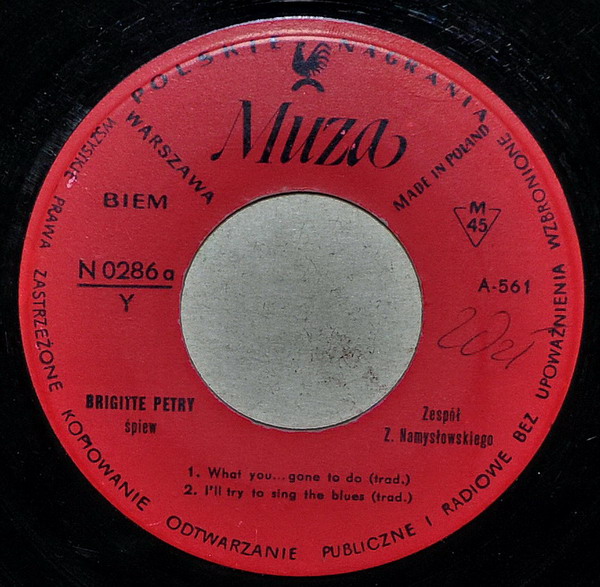 POLSKIE NAGRANIA
Muza
WARSZAWA
MADE IN POLAND
BIEM
M
45
N 0286 a
Y
A-561
20 zł
BRIGITTE PETRY
śpiew
Zespół
Z. Namysłowskiego
1. What you...gone to do (trad.)
2. I'll try to sing the blues (trad.)
WSZYSTKIE PRAWA ZASTRZEŻONE KOPIOWANIE ODTWARZANIE PUBLICZNE I RADIOWE BEZ UPOWAŻNIENIA WZBRONIONE